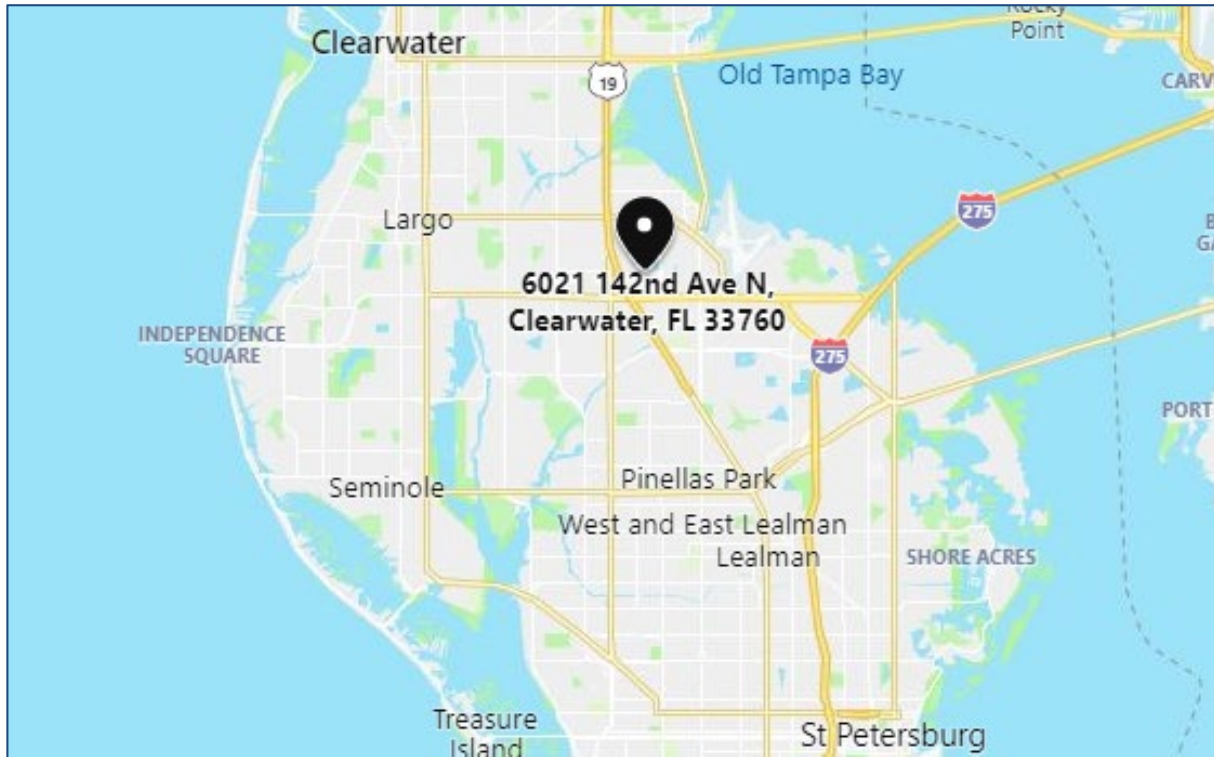 Rocky
Point
Clearwater
19
Old Tampa Bay
CARV
275
Largo
B
GA
6021 142nd Ave N,
Clearwater, FL 33760
INDEPENDENCE
SQUARE
275
PORT
Seminole
Pinellas Park
West and East Lealman
Lealman
SHORE ACRES
Treasure
Island
St Petersburg